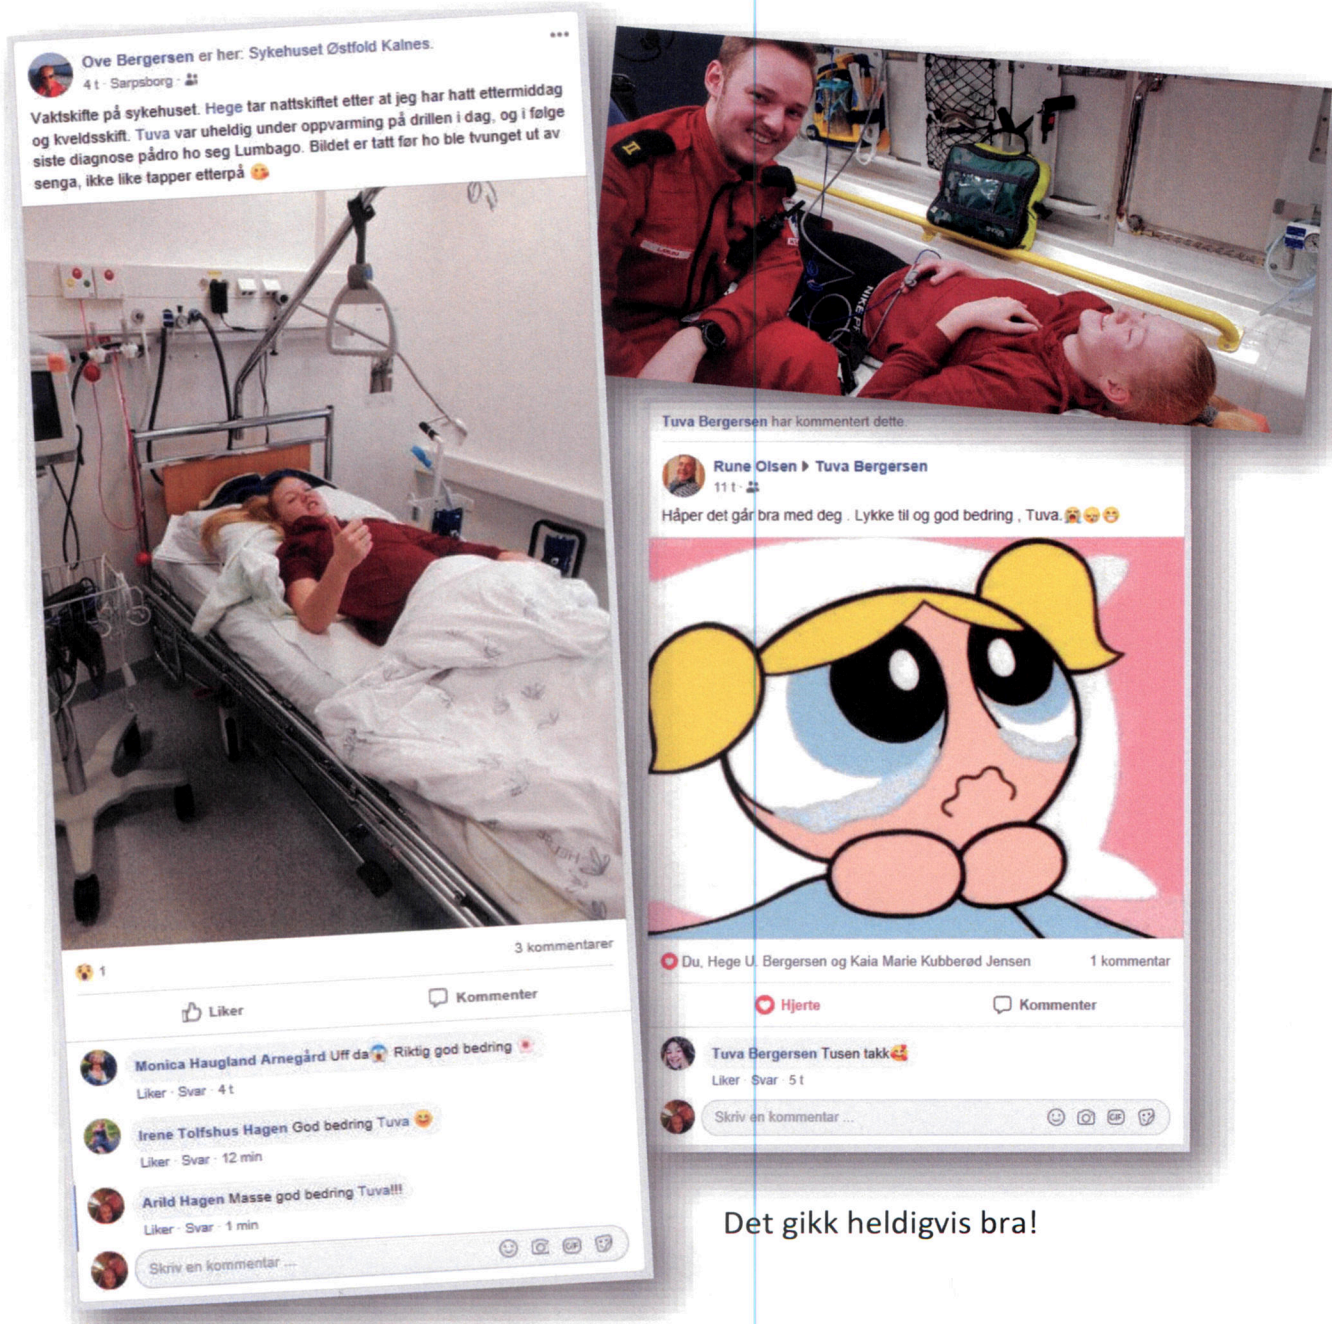 Ove Bergersen er her: Sykehuset Østfold Kalnes.
4 t · Sarpsborg ·
Vaktskifte på sykehuset. Hege tar nattskiftet etter at jeg har hatt ettermiddag
og kveldsskift. Tuva var uheldig under oppvarming på drillen i dag, og i følge
siste diagnose pådro ho seg Lumbago. Bildet er tatt før ho ble tvunget ut av
senga, ikke like tapper etterpå 😋
3 kommentarer
😮 1
Liker
Kommenter
Monica Haugland Arnegård Uff da😱 Riktig god bedring 🌸
Liker · Svar · 4 t
Irene Tolfshus Hagen God bedring Tuva 😊
Liker · Svar · 12 min
Arild Hagen Masse god bedring Tuva!!!
Liker · Svar · 1 min
Skriv en kommentar ...
GIF
NIKE
Tuva Bergersen har kommentert dette.
Rune Olsen ▶ Tuva Bergersen
11 t ·
Håper det går bra med deg . Lykke til og god bedring , Tuva.😭😽😁
Du, Hege U. Bergersen og Kaia Marie Kubberød Jensen
1 kommentar
Hjerte
Kommenter
Tuva Bergersen Tusen takk🥰
Liker · Svar · 5 t
Skriv en kommentar ...
GIF
Det gikk heldigvis bra!